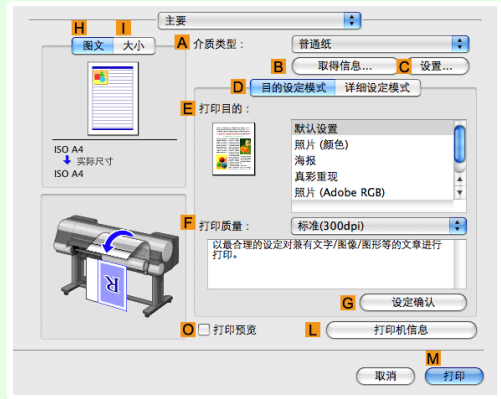 主要
H I
图文 大小
A 介质类型： 普通纸
B 取得信息... C 设置...
D 目的设定模式 详细设定模式
E 打印目的：
默认设置
照片 (颜色)
海报
真彩重现
照片 (Adobe RGB)
ISO A4
实际尺寸
ISO A4
F 打印质量： 标准(300dpi)
以最合理的设定对兼有文字/图像/图形等的文章进行
打印。
R
G 设定确认
O 打印预览 L 打印机信息
M
取消 打印